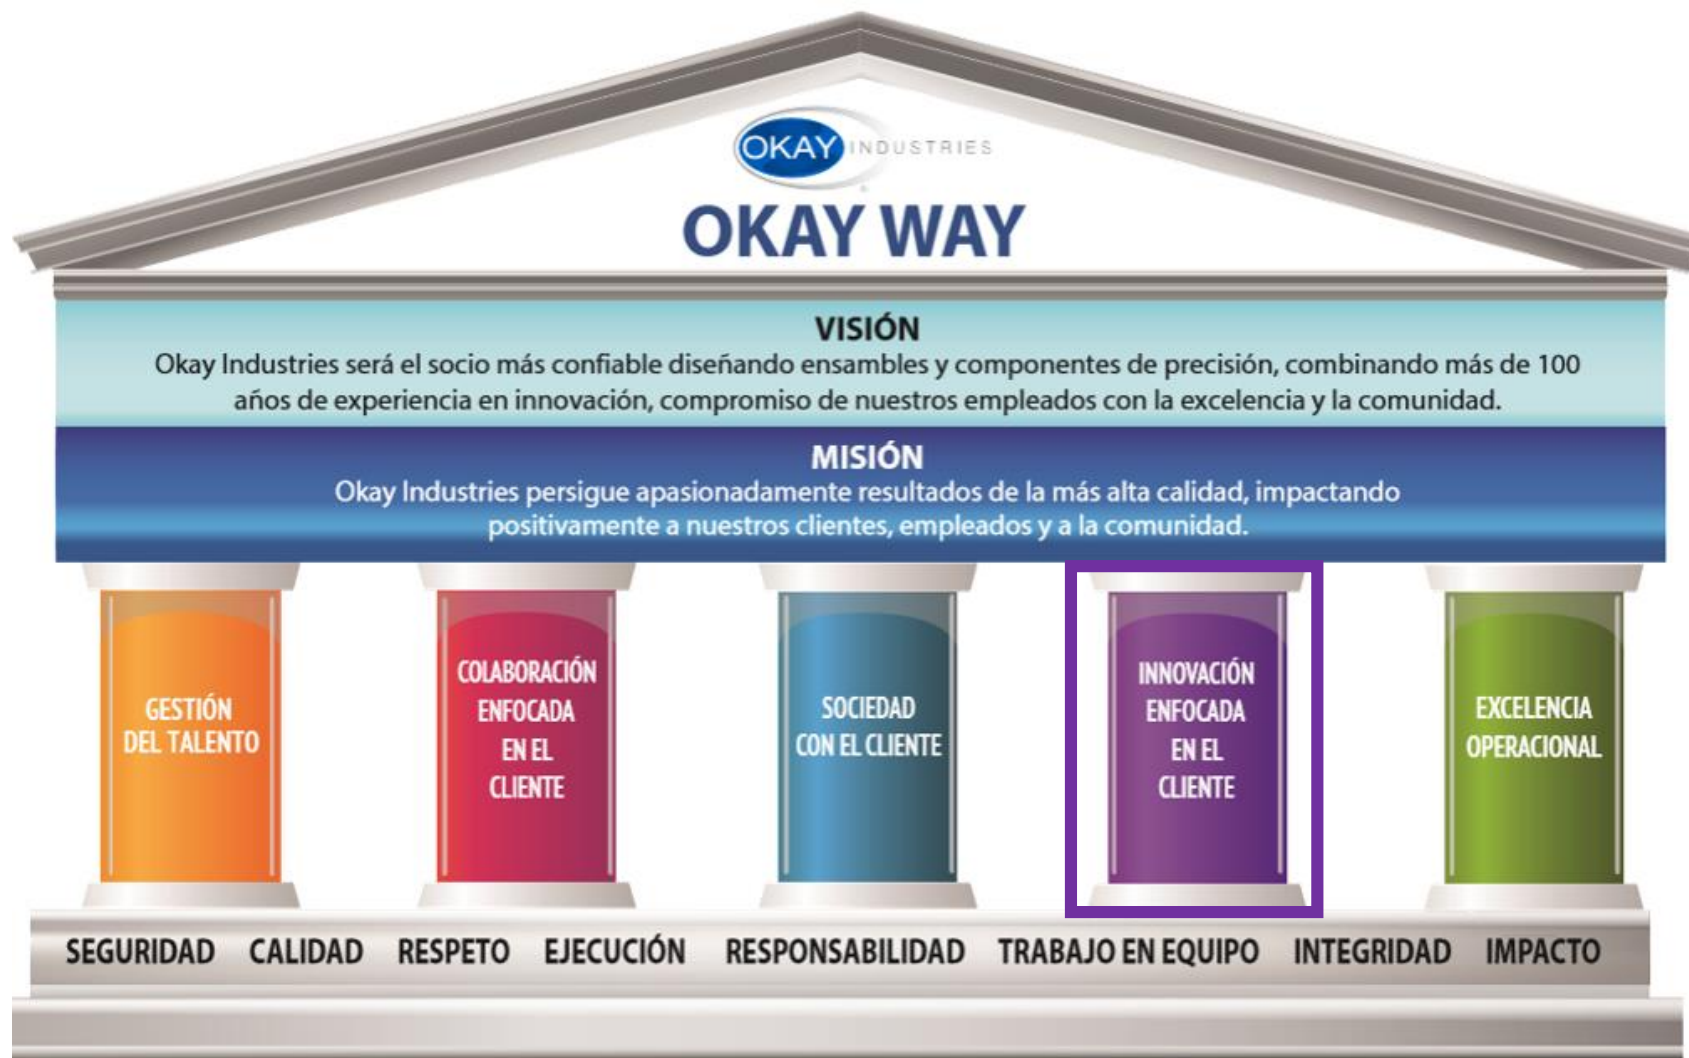 OKAY INDUSTRIES
OKAY WAY
VISIÓN
Okay Industries será el socio más confiable diseñando ensambles y componentes de precisión, combinando más de 100
años de experiencia en innovación, compromiso de nuestros empleados con la excelencia y la comunidad.
MISIÓN
Okay Industries persigue apasionadamente resultados de la más alta calidad, impactando
positivamente a nuestros clientes, empleados y a la comunidad.
GESTIÓN
DEL TALENTO
COLABORACIÓN
ENFOCADA
EN EL
CLIENTE
SOCIEDAD
CON EL CLIENTE
INNOVACIÓN
ENFOCADA
EN EL
CLIENTE
EXCELENCIA
OPERACIONAL
SEGURIDAD CALIDAD RESPETO EJECUCIÓN RESPONSABILIDAD TRABAJO EN EQUIPO INTEGRIDAD IMPACTO